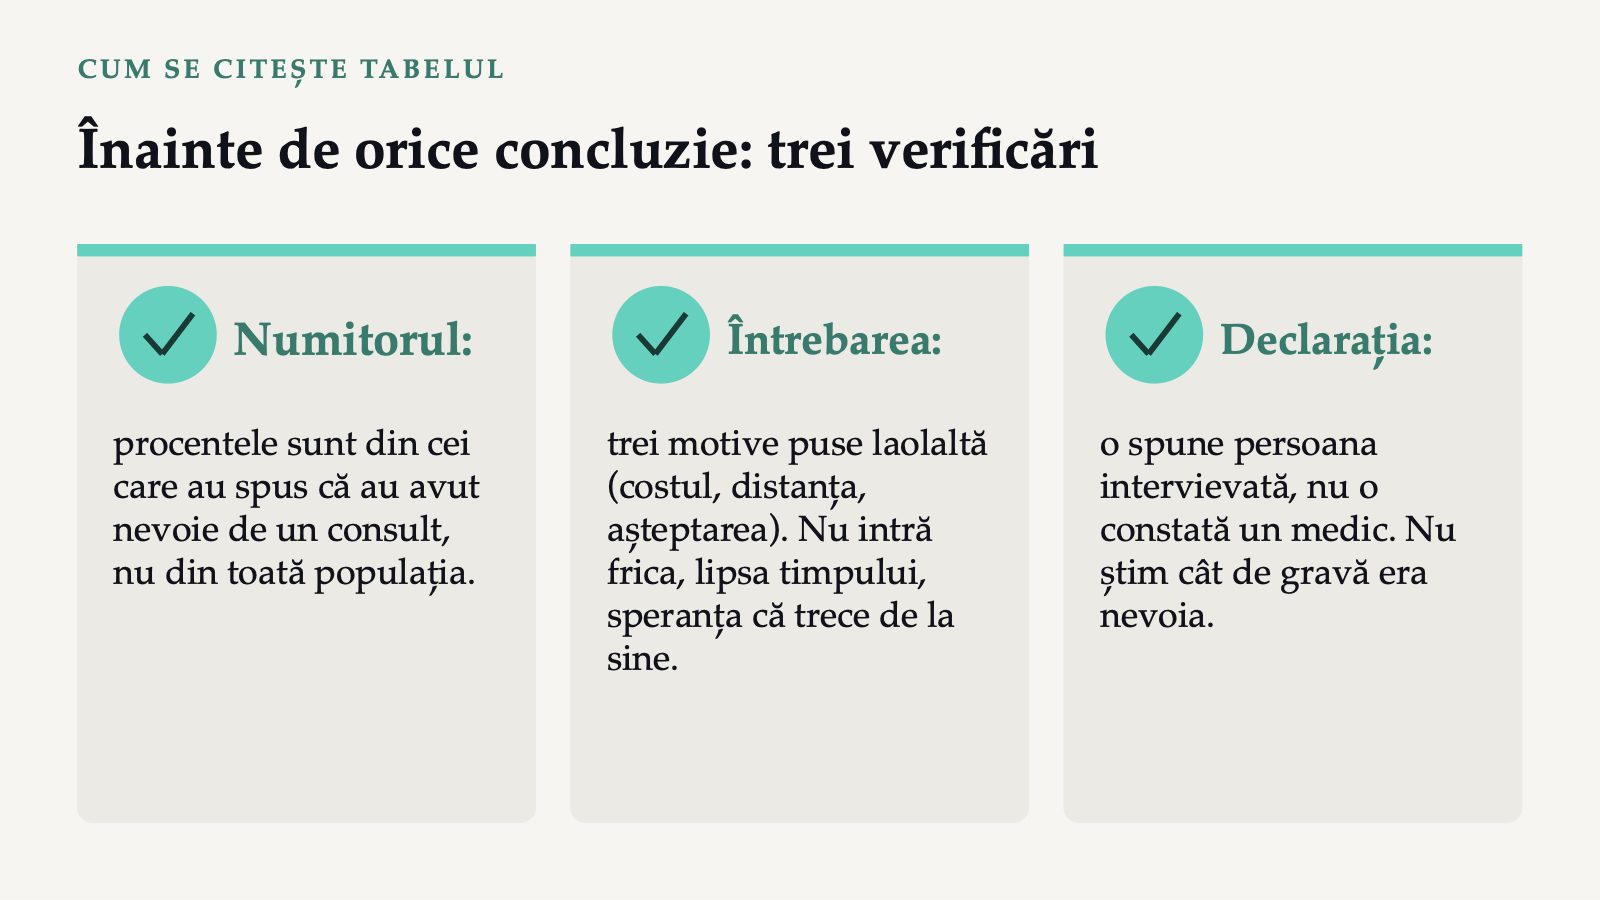 CUM SE CITEȘTE TABELUL
Înainte de orice concluzie: trei verificări
Numitorul:
procentele sunt din cei
care au spus că au avut
nevoie de un consult,
nu din toată populația.
Întrebarea:
trei motive puse laolaltă
(costul, distanța,
așteptarea). Nu intră
frica, lipsa timpului,
speranța că trece de la
sine.
Declarația:
o spune persoana
intervievată, nu o
constată un medic. Nu
știm cât de gravă era
nevoia.